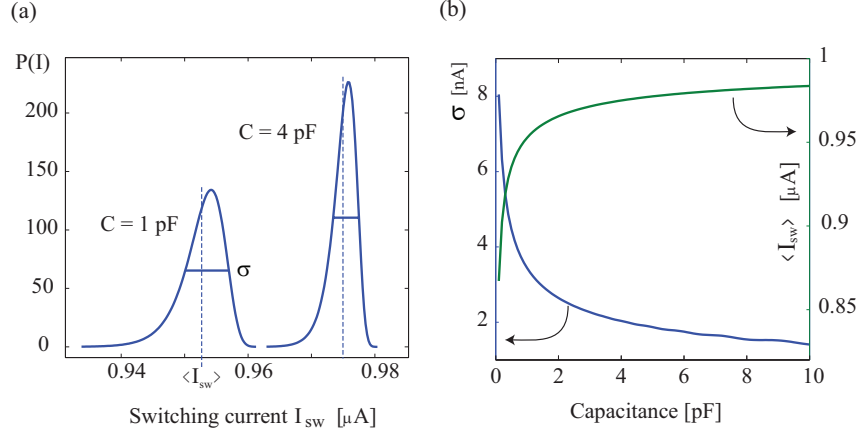 (a)
P(I)
200
150
100
50
0
C = 4 pF
C = 1 pF
σ
0.94
0.96
0.98
⟨I_sw⟩
Switching current I_sw [μA]
(b)
σ [nA]
8
6
4
2
0
2
4
6
8
10
Capacitance [pF]
1
0.95
0.9
0.85
⟨I_sw⟩ [μA]